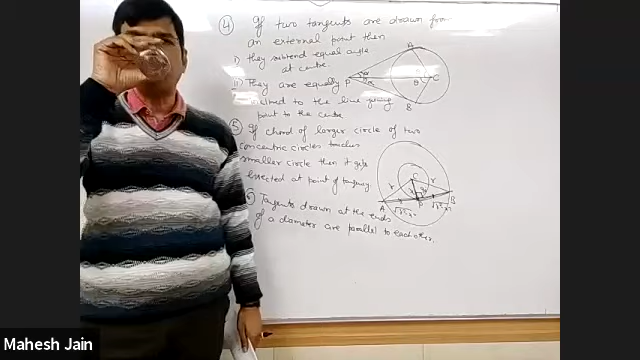 ④ If two tangents are drawn from
an external point then
i) they subtend equal angle
at centre.
ii) They are equally
inclined to the line joining
point to the centre
⑤ If chord of larger circle of two
concentric circles touches
smaller circle then it gets
bisected at point of tangency
⑥ Tangents drawn at the ends
of a diameter are parallel to each other.
A
P
C
B
C
r
r
A
P
B
Mahesh Jain